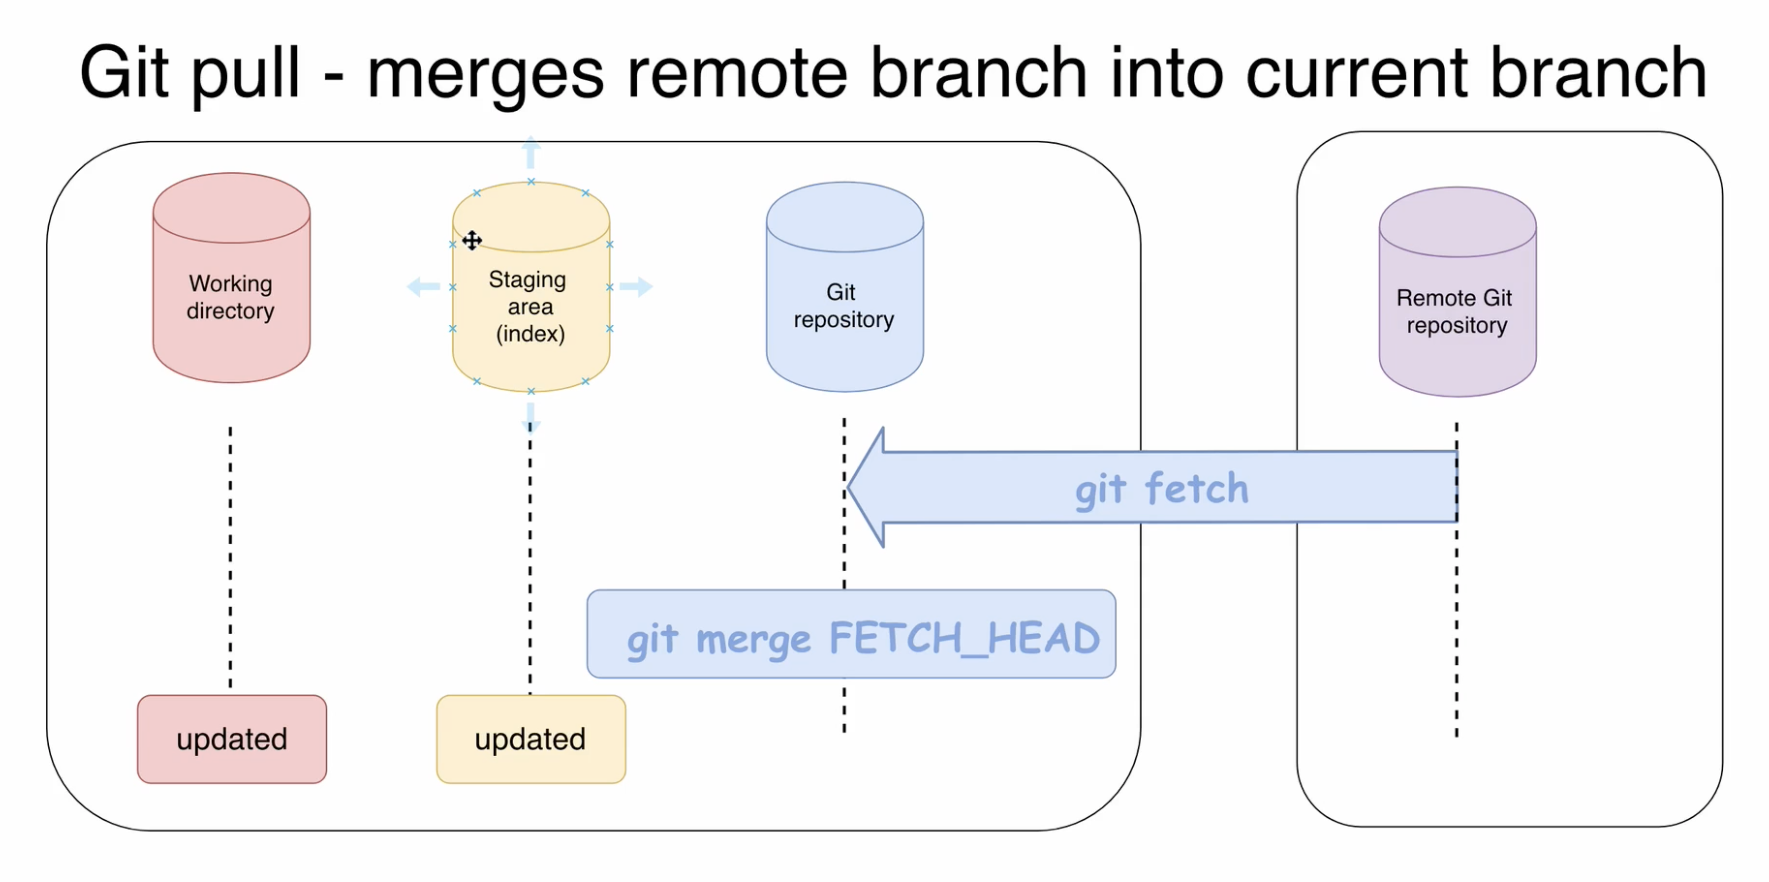 Git pull - merges remote branch into current branch
Working
directory
Staging
area
(index)
Git
repository
Remote Git
repository
git fetch
git merge FETCH_HEAD
updated
updated